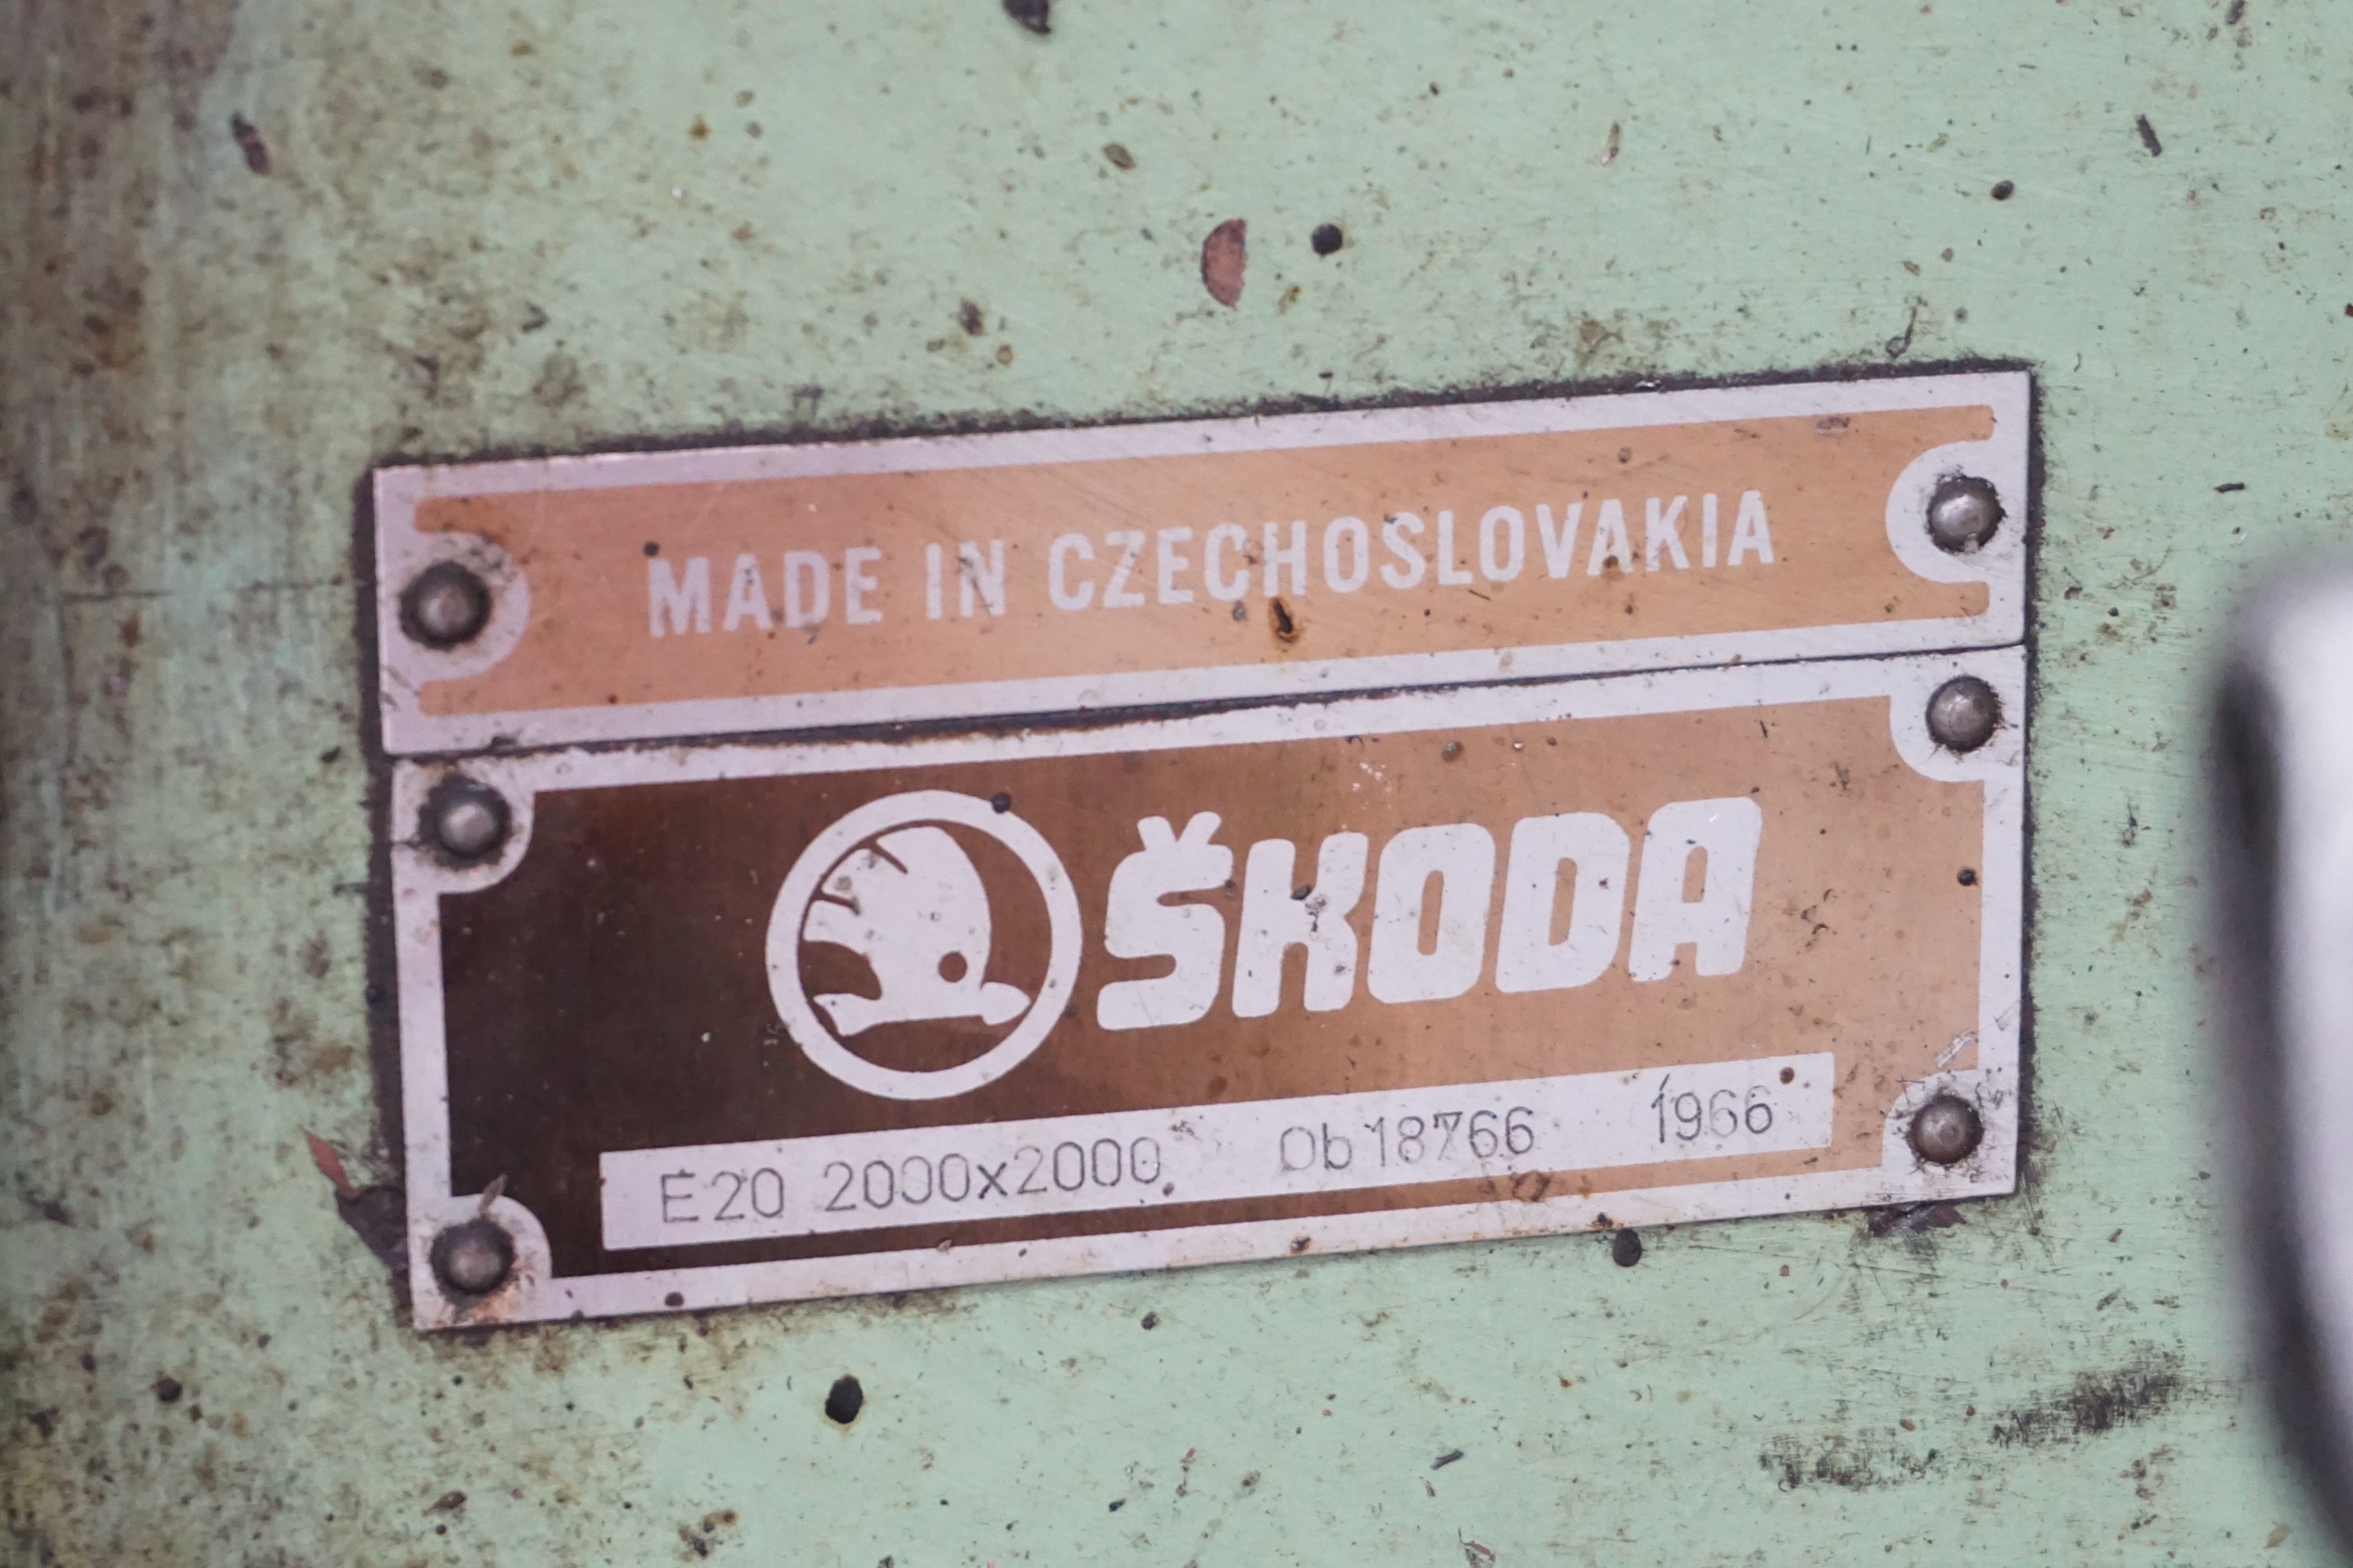 MADE IN CZECHOSLOVAKIA
ŠKODA
E20 2000x2000 Ob18766 1966